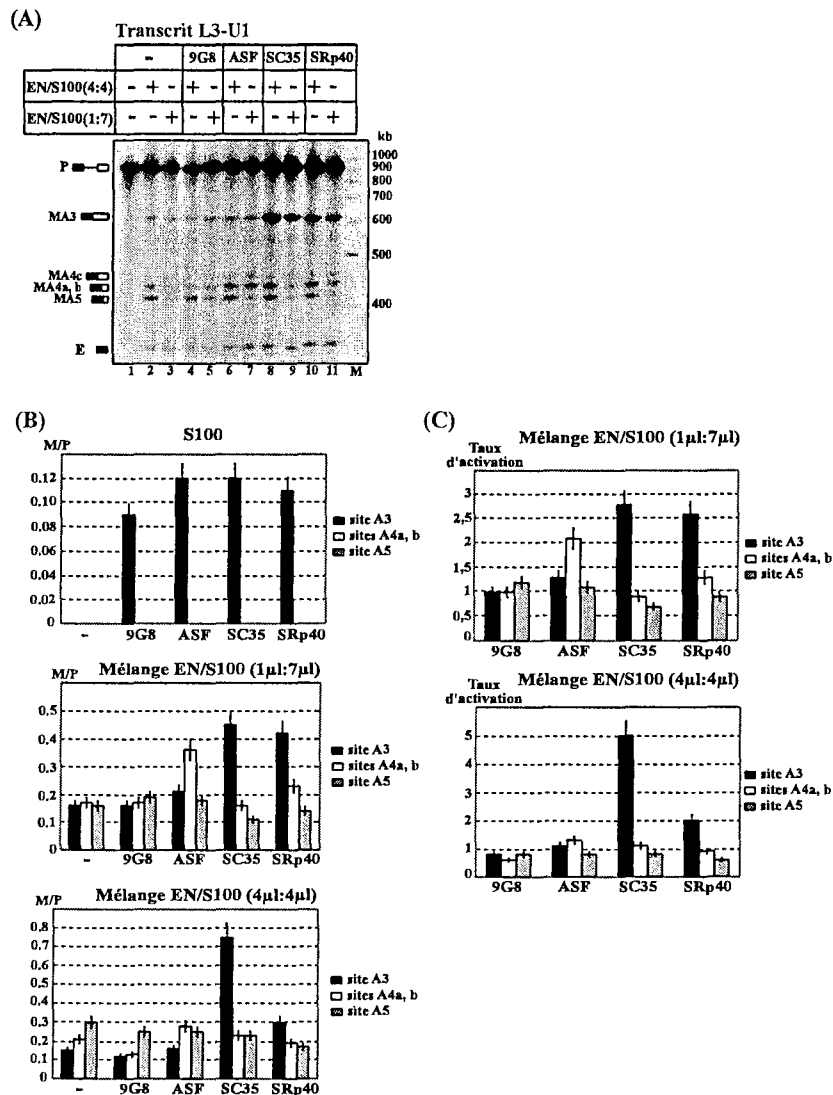 (A)
Transcrit L3-U1
- 9G8 ASF SC35 SRp40
EN/S100(4:4) - + - + - + - + - + -
EN/S100(1:7) - - + - + - + - + - +
kb
P
1000
900
800
700
MA3
600
500
MA4c
MA4a, b
MA5
400
E
1 2 3 4 5 6 7 8 9 10 11 M
(B)
S100
M/P
0,12
0.10
0.08
0.06
0.04
0.02
0
- 9G8 ASF SC35 SRp40
site A3
sites A4a, b
site A5
Mélange EN/S100 (1µl:7µl)
M/P
0,5
0,4
0,3
0,2
0,1
0
- 9G8 ASF SC35 SRp40
site A3
sites A4a, b
site A5
Mélange EN/S100 (4µl:4µl)
M/P
0.8
0.7
0.6
0.5
0.4
0.3
0.2
0.1
0
- 9G8 ASF SC35 SRp40
site A3
sites A4a, b
site A5
(C)
Mélange EN/S100 (1µl:7µl)
Taux
d'activation
3
2,5
2
1,5
1
0,5
9G8 ASF SC35 SRp40
site A3
sites A4a, b
site A5
Mélange EN/S100 (4µl:4µl)
Taux
d'activation
5
4
3
2
1
9G8 ASF SC35 SRp40
site A3
sites A4a, b
site A5